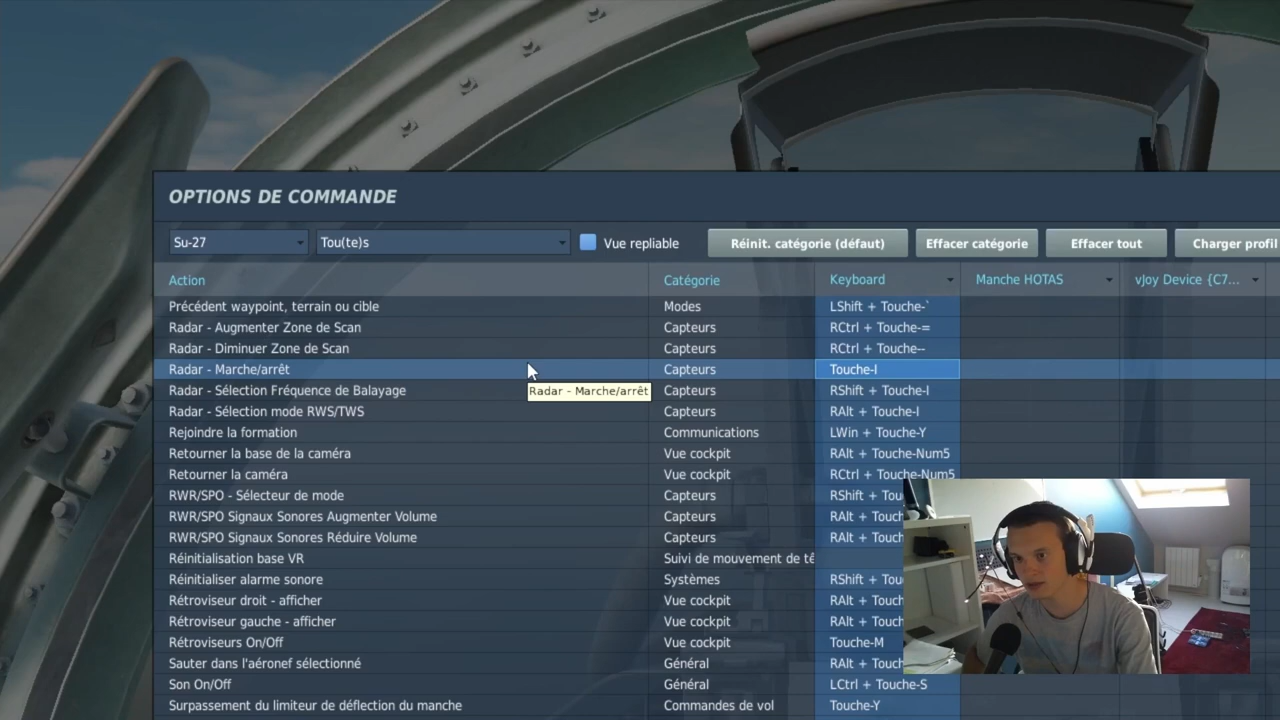 OPTIONS DE COMMANDE
Su-27 Tou(te)s Vue repliable Réinit. catégorie (défaut) Effacer catégorie Effacer tout Charger profil
Action Catégorie Keyboard Manche HOTAS vJoy Device {C7...
Précédent waypoint, terrain ou cible Modes LShift + Touche-`
Radar - Augmenter Zone de Scan Capteurs RCtrl + Touche-=
Radar - Diminuer Zone de Scan Capteurs RCtrl + Touche--
Radar - Marche/arrêt Capteurs Touche-I
Radar - Marche/arrêt
Radar - Sélection Fréquence de Balayage Capteurs RShift + Touche-I
Radar - Sélection mode RWS/TWS Capteurs RAlt + Touche-I
Rejoindre la formation Communications LWin + Touche-Y
Retourner la base de la caméra Vue cockpit RAlt + Touche-Num5
Retourner la caméra Vue cockpit RCtrl + Touche-Num5
RWR/SPO - Sélecteur de mode Capteurs RShift + Tou
RWR/SPO Signaux Sonores Augmenter Volume Capteurs RAlt + Touch
RWR/SPO Signaux Sonores Réduire Volume Capteurs RAlt + Touch
Réinitialisation base VR Suivi de mouvement de tê
Réinitialiser alarme sonore Systèmes RShift + Tou
Rétroviseur droit - afficher Vue cockpit RAlt + Touch
Rétroviseur gauche - afficher Vue cockpit RAlt + Touch
Rétroviseurs On/Off Vue cockpit Touche-M
Sauter dans l'aéronef sélectionné Général RAlt + Touch
Son On/Off Général LCtrl + Touche-S
Surpassement du limiteur de déflection du manche Commandes de vol Touche-Y